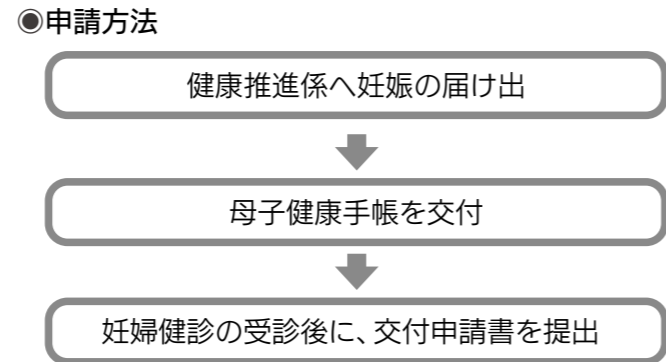 ◉申請方法
健康推進係へ妊娠の届け出
母子健康手帳を交付
妊婦健診の受診後に、交付申請書を提出